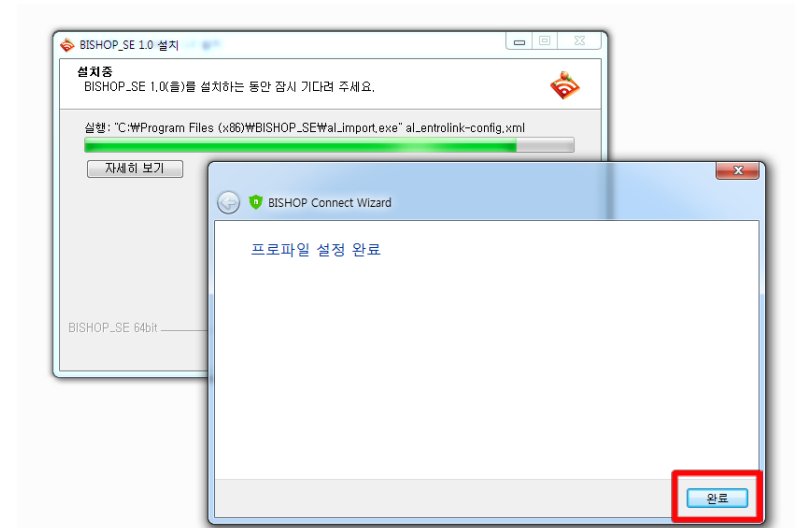 BISHOP_SE 1.0 설치
설치중
BISHOP_SE 1.0(을)를 설치하는 동안 잠시 기다려 주세요.
실행: "C:₩Program Files (x86)₩BISHOP_SE₩al_import.exe" al_entrolink-config.xml
자세히 보기
BISHOP Connect Wizard
프로파일 설정 완료
BISHOP_SE 64bit
완료